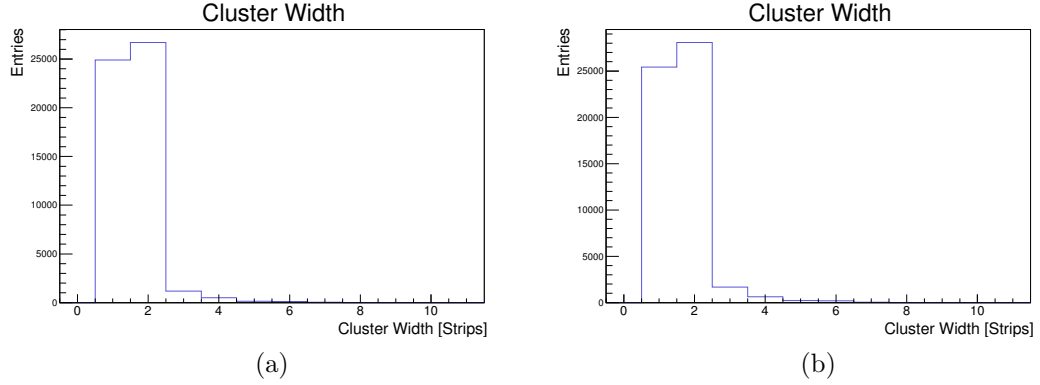 Cluster Width
Entries
25000
20000
15000
10000
5000
0
0 2 4 6 8 10
Cluster Width [Strips]
(a)
Cluster Width
Entries
25000
20000
15000
10000
5000
0
0 2 4 6 8 10
Cluster Width [Strips]
(b)